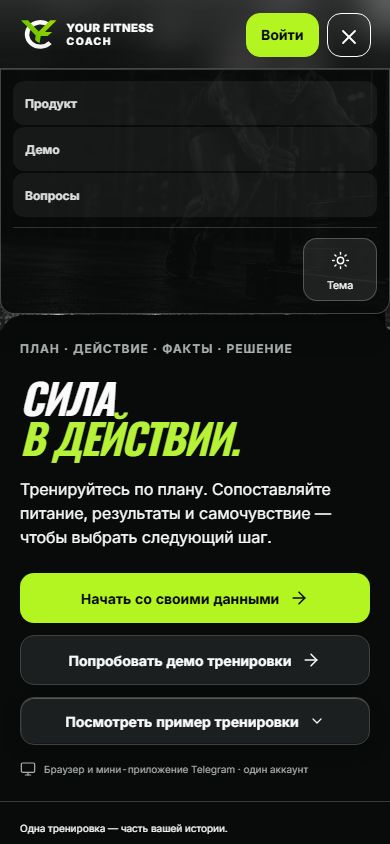 YOUR FITNESS
COACH
Войти
Продукт
Демо
Вопросы
Тема
ПЛАН · ДЕЙСТВИЕ · ФАКТЫ · РЕШЕНИЕ
СИЛА
В ДЕЙСТВИИ.
Тренируйтесь по плану. Сопоставляйте
питание, результаты и самочувствие —
чтобы выбрать следующий шаг.
Начать со своими данными
Попробовать демо тренировки
Посмотреть пример тренировки
Браузер и мини-приложение Telegram · один аккаунт
Одна тренировка — часть вашей истории.